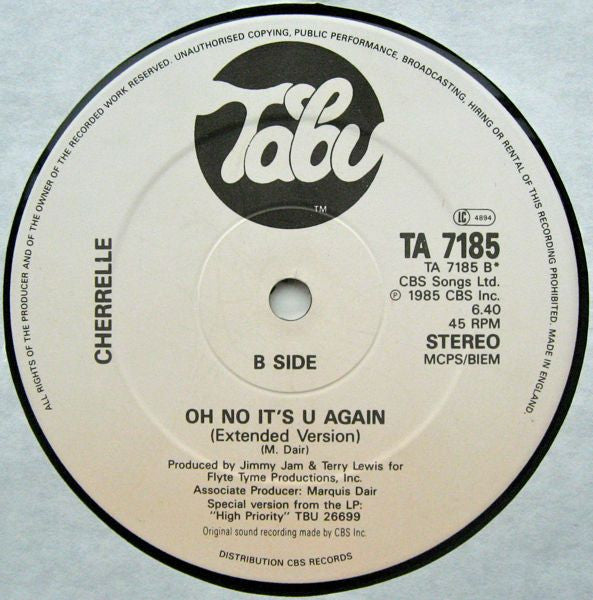 ALL RIGHTS OF THE PRODUCER AND OF THE OWNER OF THE RECORDED WORK RESERVED. UNAUTHORISED COPYING, PUBLIC PERFORMANCE, BROADCASTING, HIRING OR RENTAL OF THIS RECORDING PROHIBITED. MADE IN ENGLAND.
Tabu
TM
LC 4894
TA 7185
TA 7185 B*
CBS Songs Ltd.
℗ 1985 CBS Inc.
6.40
45 RPM
STEREO
MCPS/BIEM
CHERRELLE
B SIDE
OH NO IT'S U AGAIN
(Extended Version)
(M. Dair)
Produced by Jimmy Jam & Terry Lewis for
Flyte Tyme Productions, Inc.
Associate Producer: Marquis Dair
Special version from the LP:
"High Priority" TBU 26699
Original sound recording made by CBS Inc.
DISTRIBUTION CBS RECORDS